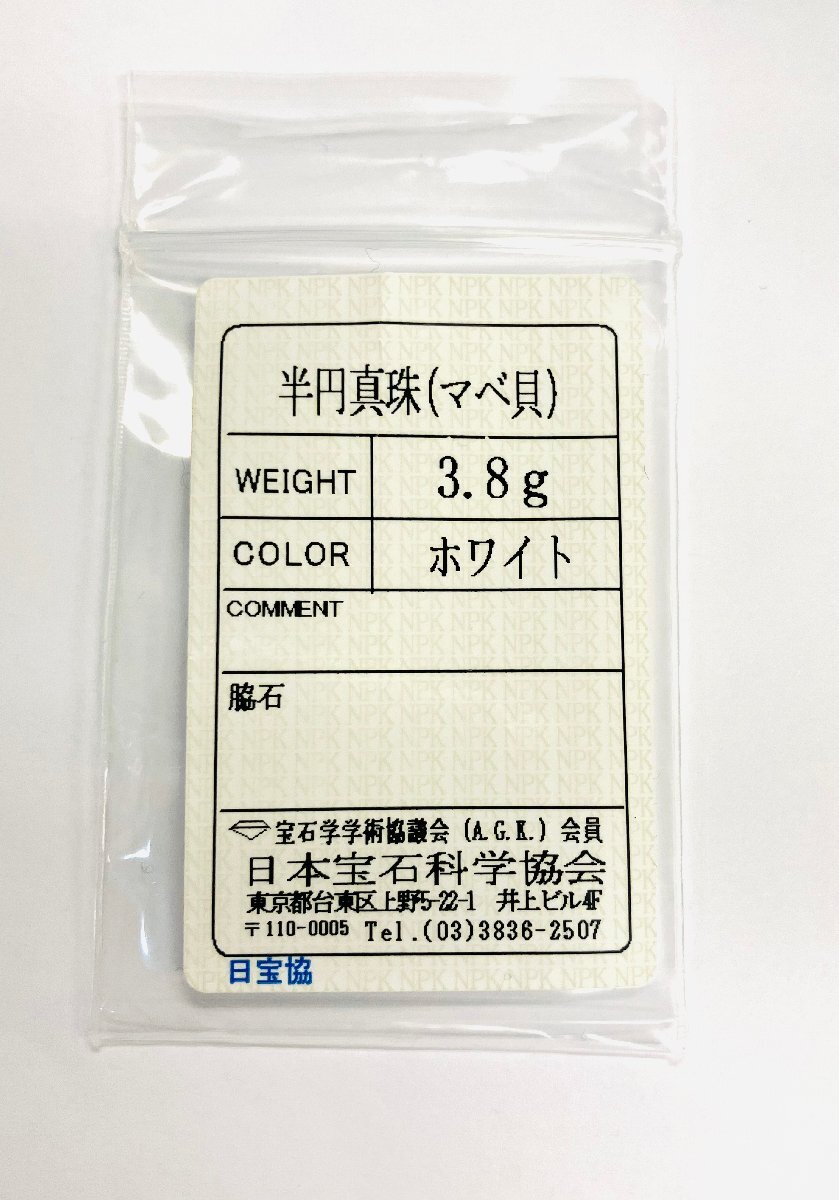 半円真珠(マベ貝)
WEIGHT 3.8g
COLOR ホワイト
COMMENT
脇石
宝石学学術協議会 (A.G.K.) 会員
日本宝石科学協会
東京都台東区上野5-22-1 井上ビル4F
〒110-0005 Tel.(03)3836-2507
日宝協